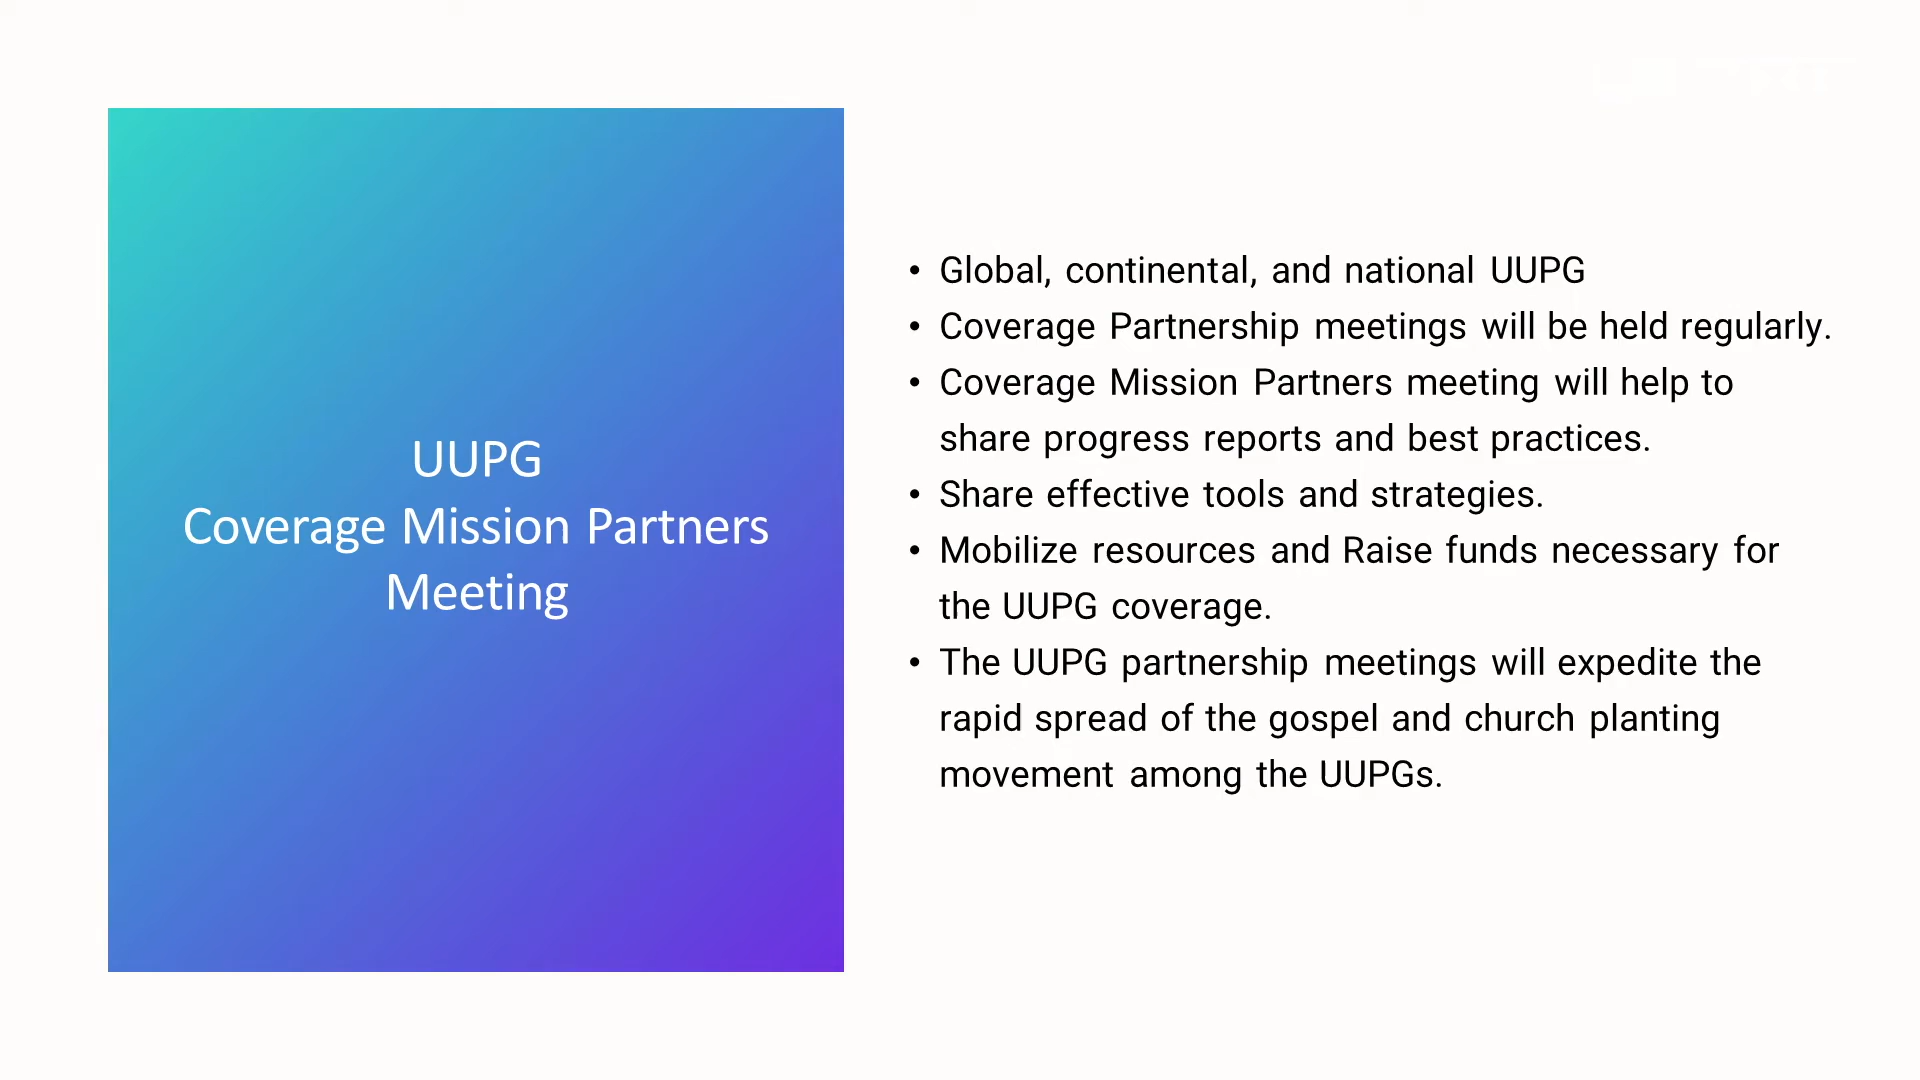 UUPG
Coverage Mission Partners
Meeting
• Global, continental, and national UUPG
• Coverage Partnership meetings will be held regularly.
• Coverage Mission Partners meeting will help to
share progress reports and best practices.
• Share effective tools and strategies.
• Mobilize resources and Raise funds necessary for
the UUPG coverage.
• The UUPG partnership meetings will expedite the
rapid spread of the gospel and church planting
movement among the UUPGs.